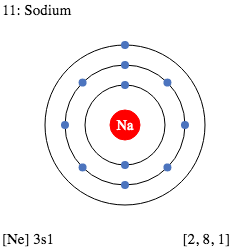 11: Sodium
Na
[Ne] 3s1
[2, 8, 1]